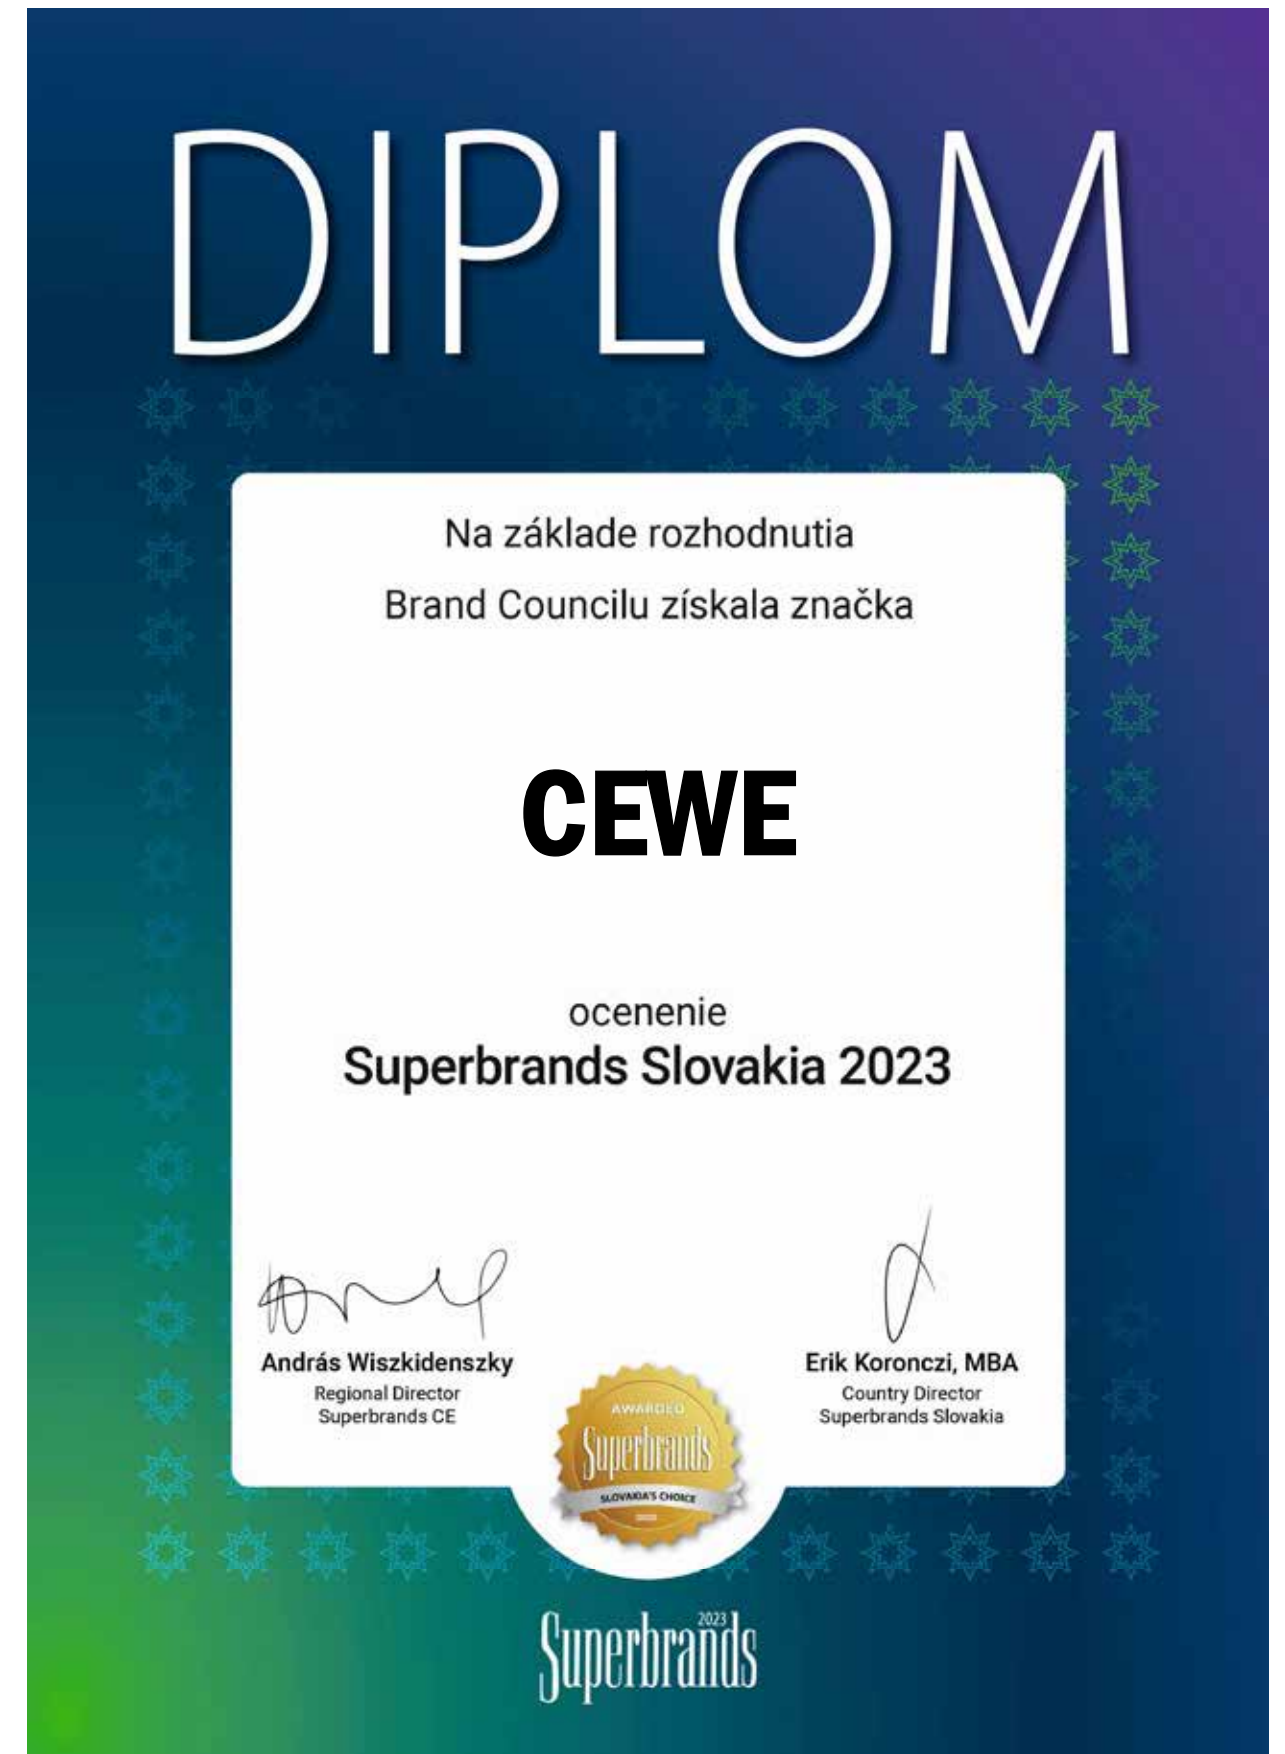 DIPLOM
Na základe rozhodnutia
Brand Councilu získala značka
CEWE
ocenenie
Superbrands Slovakia 2023
András Wiszkidenszky
Regional Director
Superbrands CE
Erik Koronczi, MBA
Country Director
Superbrands Slovakia
AWARDED
Superbrands
SLOVAKIA'S CHOICE
2023
Superbrands